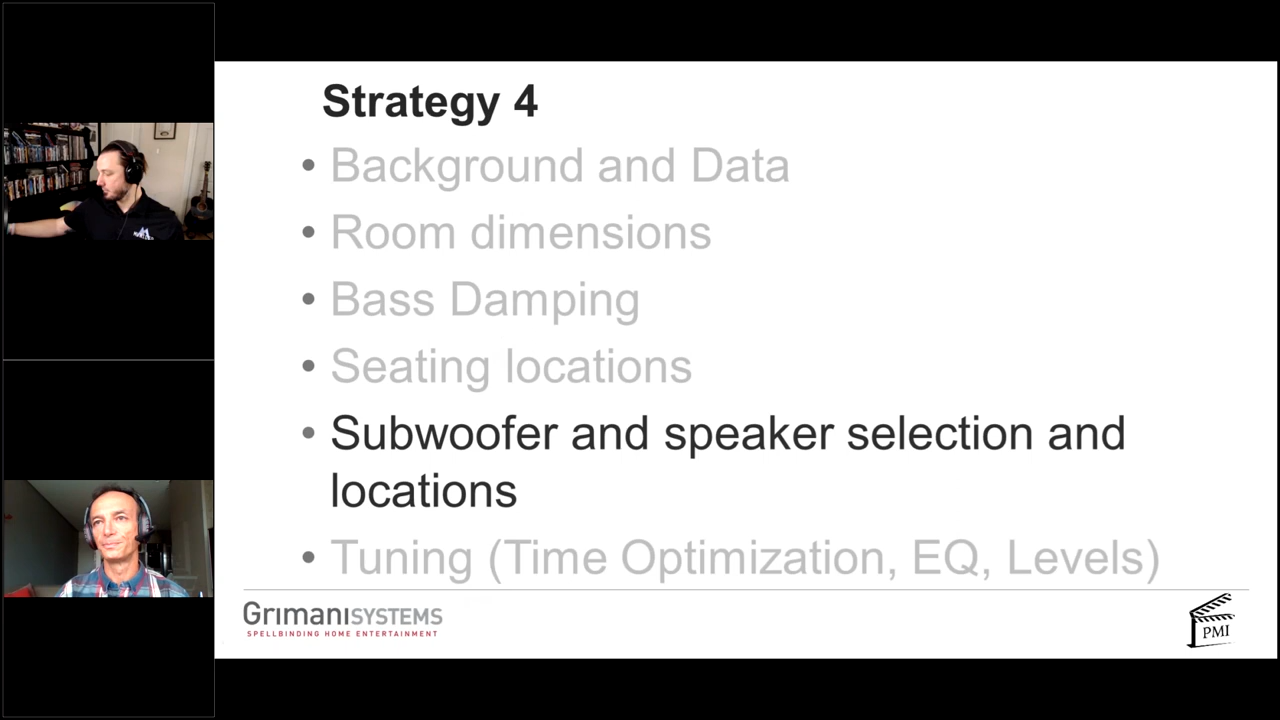 Strategy 4
• Background and Data
• Room dimensions
• Bass Damping
• Seating locations
• Subwoofer and speaker selection and
locations
• Tuning (Time Optimization, EQ, Levels)
GrimaniSYSTEMS
SPELLBINDING HOME ENTERTAINMENT
PMI